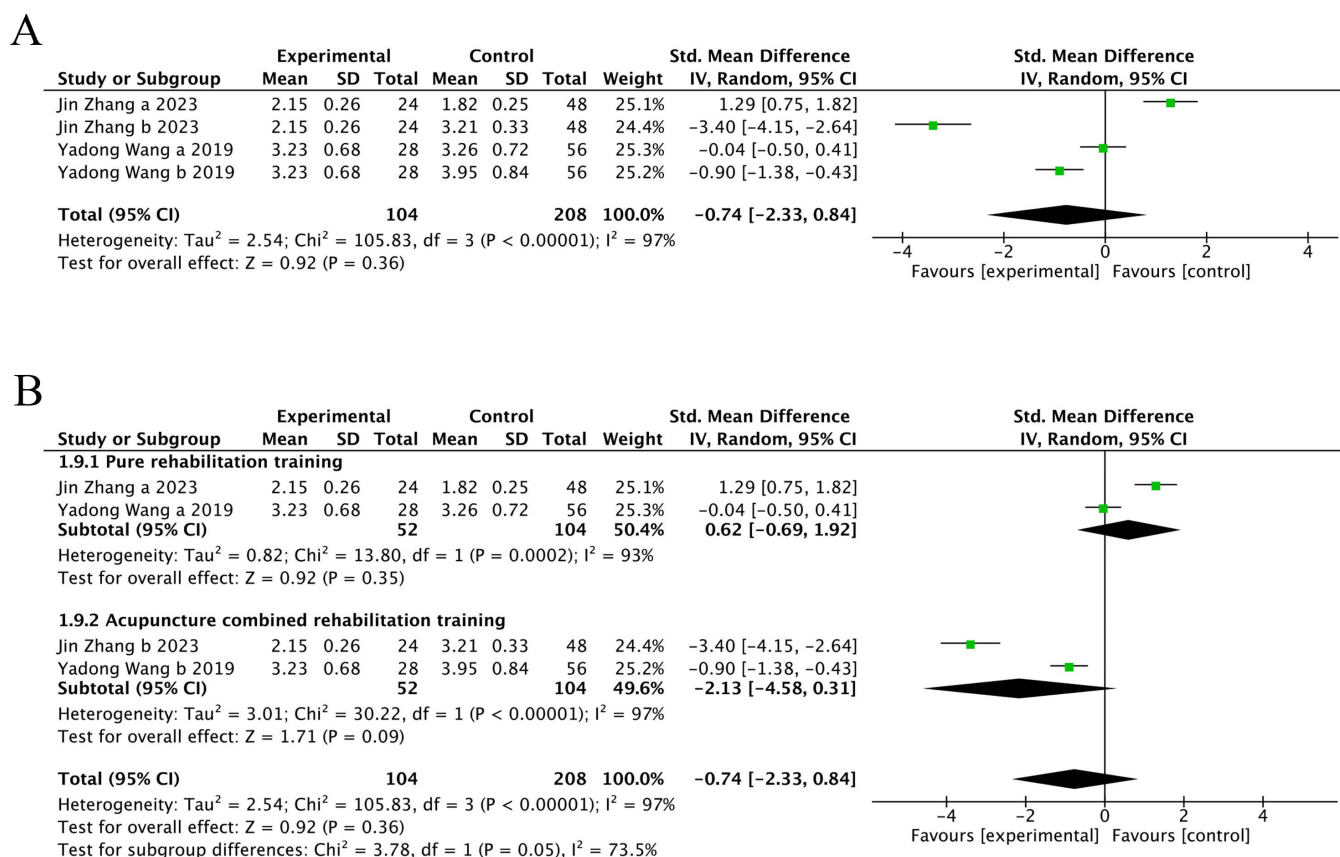 A
Experimental Control Std. Mean Difference Std. Mean Difference
Study or Subgroup Mean SD Total Mean SD Total Weight IV, Random, 95% CI IV, Random, 95% CI
Jin Zhang a 2023 2.15 0.26 24 1.82 0.25 48 25.1% 1.29 [0.75, 1.82]
Jin Zhang b 2023 2.15 0.26 24 3.21 0.33 48 24.4% −3.40 [−4.15, −2.64]
Yadong Wang a 2019 3.23 0.68 28 3.26 0.72 56 25.3% −0.04 [−0.50, 0.41]
Yadong Wang b 2019 3.23 0.68 28 3.95 0.84 56 25.2% −0.90 [−1.38, −0.43]
Total (95% CI) 104 208 100.0% −0.74 [−2.33, 0.84]
Heterogeneity: Tau² = 2.54; Chi² = 105.83, df = 3 (P < 0.00001); I² = 97%
Test for overall effect: Z = 0.92 (P = 0.36)
−4 −2 0 2 4
Favours [experimental] Favours [control]
B
Experimental Control Std. Mean Difference Std. Mean Difference
Study or Subgroup Mean SD Total Mean SD Total Weight IV, Random, 95% CI IV, Random, 95% CI
1.9.1 Pure rehabilitation training
Jin Zhang a 2023 2.15 0.26 24 1.82 0.25 48 25.1% 1.29 [0.75, 1.82]
Yadong Wang a 2019 3.23 0.68 28 3.26 0.72 56 25.3% −0.04 [−0.50, 0.41]
Subtotal (95% CI) 52 104 50.4% 0.62 [−0.69, 1.92]
Heterogeneity: Tau² = 0.82; Chi² = 13.80, df = 1 (P = 0.0002); I² = 93%
Test for overall effect: Z = 0.92 (P = 0.35)
1.9.2 Acupuncture combined rehabilitation training
Jin Zhang b 2023 2.15 0.26 24 3.21 0.33 48 24.4% −3.40 [−4.15, −2.64]
Yadong Wang b 2019 3.23 0.68 28 3.95 0.84 56 25.2% −0.90 [−1.38, −0.43]
Subtotal (95% CI) 52 104 49.6% −2.13 [−4.58, 0.31]
Heterogeneity: Tau² = 3.01; Chi² = 30.22, df = 1 (P < 0.00001); I² = 97%
Test for overall effect: Z = 1.71 (P = 0.09)
Total (95% CI) 104 208 100.0% −0.74 [−2.33, 0.84]
Heterogeneity: Tau² = 2.54; Chi² = 105.83, df = 3 (P < 0.00001); I² = 97%
Test for overall effect: Z = 0.92 (P = 0.36)
Test for subgroup differences: Chi² = 3.78, df = 1 (P = 0.05), I² = 73.5%
−4 −2 0 2 4
Favours [experimental] Favours [control]